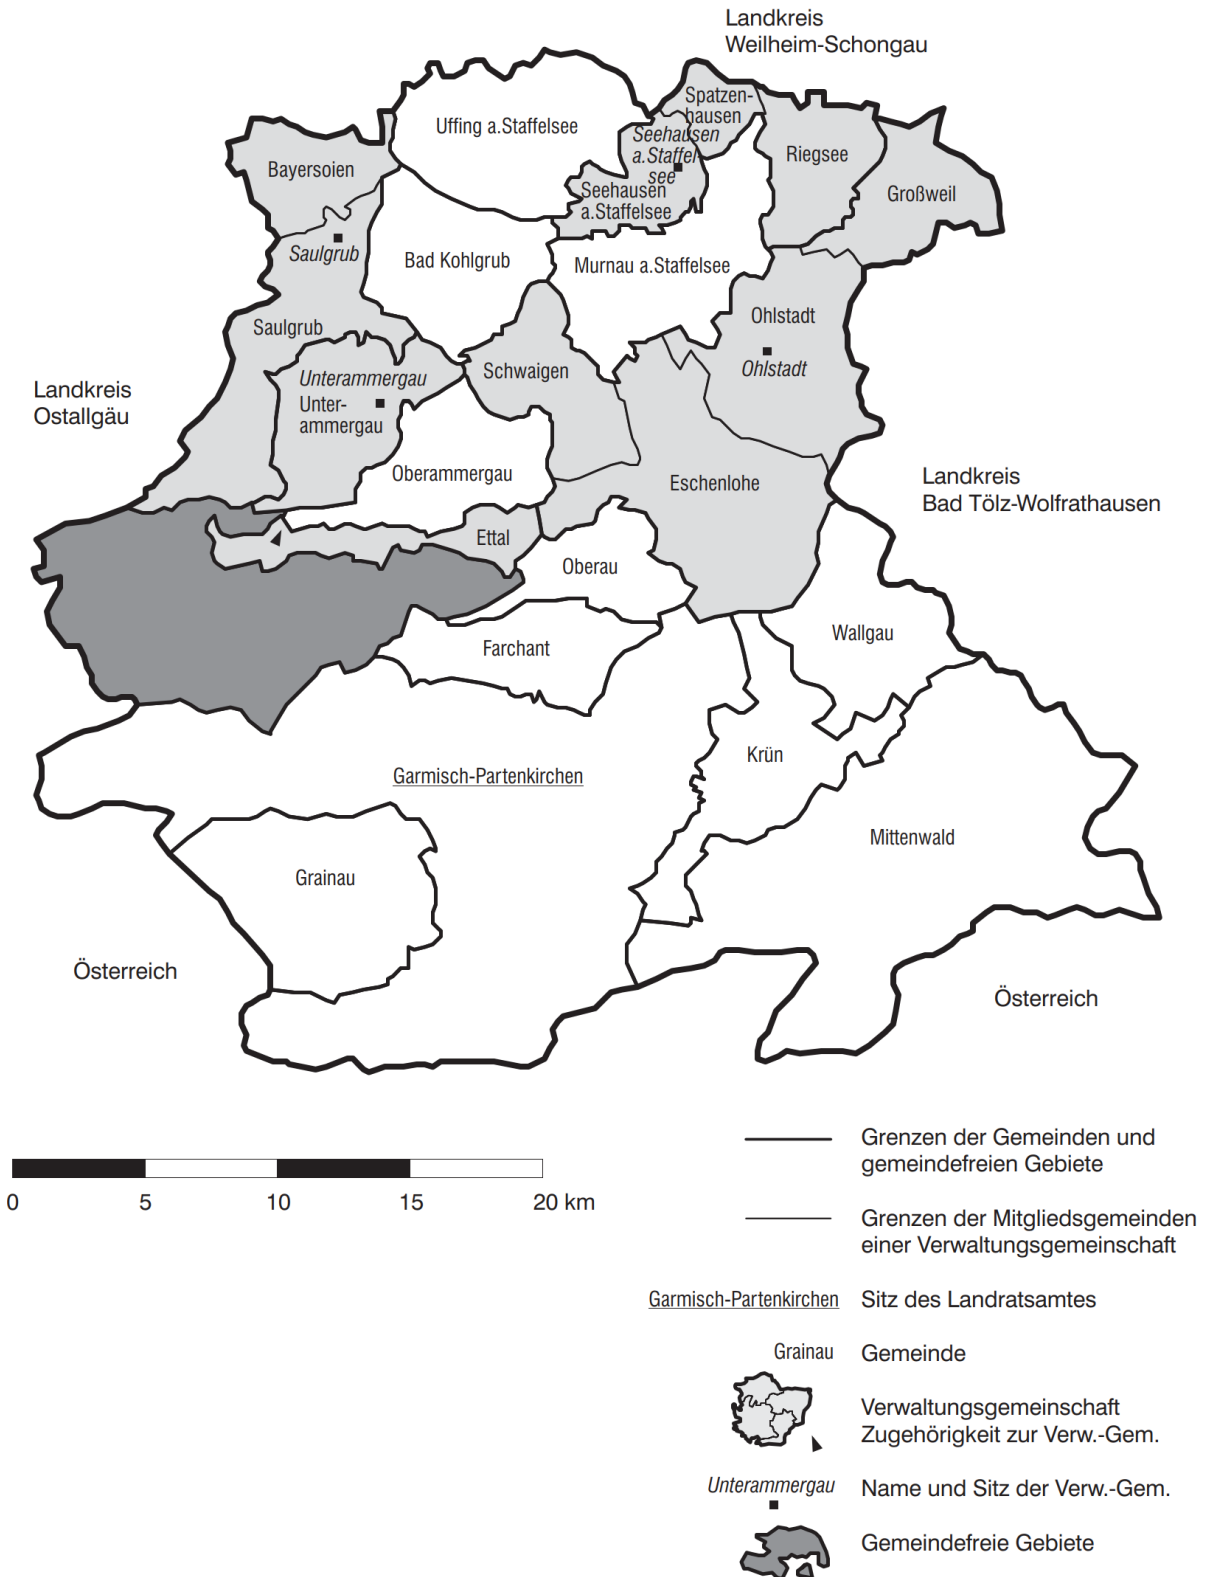 Landkreis
Weilheim-Schongau
Uffing a.Staffelsee
Spatzen-
hausen
Seehausen
a.Staffel-
see
Seehausen
a.Staffelsee
Riegsee
Großweil
Bayersoien
Saulgrub
Bad Kohlgrub
Murnau a.Staffelsee
Saulgrub
Ohlstadt
Ohlstadt
Schwaigen
Unterammergau
Unter-
ammergau
Landkreis
Ostallgäu
Oberammergau
Eschenlohe
Landkreis
Bad Tölz-Wolfrathausen
Ettal
Oberau
Wallgau
Farchant
Krün
Garmisch-Partenkirchen
Mittenwald
Grainau
Österreich
Österreich
0 5 10 15 20 km
Grenzen der Gemeinden und
gemeindefreien Gebiete
Grenzen der Mitgliedsgemeinden
einer Verwaltungsgemeinschaft
Garmisch-Partenkirchen Sitz des Landratsamtes
Grainau Gemeinde
Verwaltungsgemeinschaft
Zugehörigkeit zur Verw.-Gem.
Unterammergau Name und Sitz der Verw.-Gem.
Gemeindefreie Gebiete